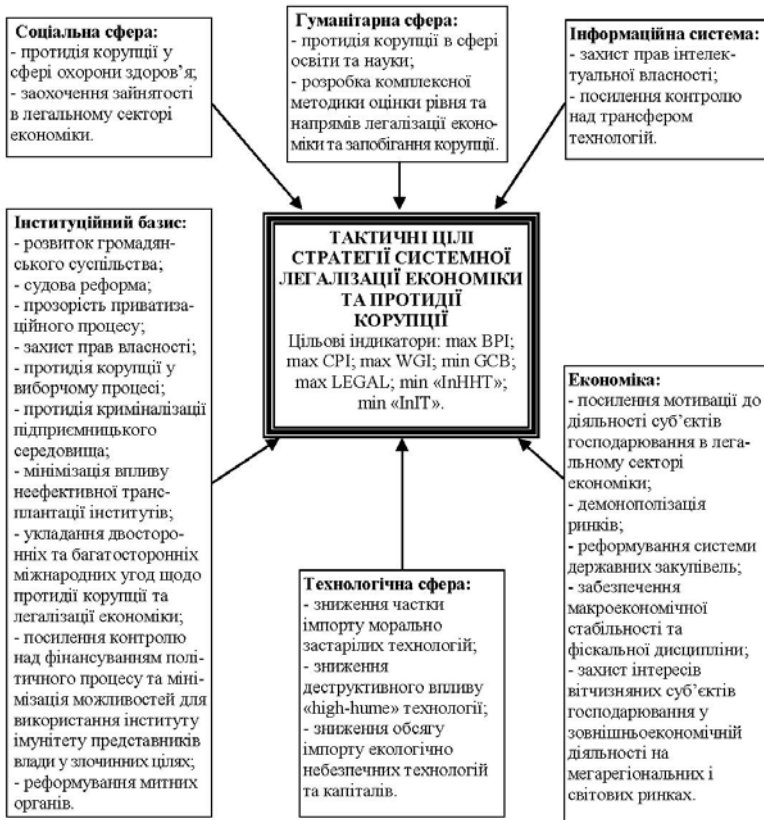 Соціальна сфера:
- протидія корупції у
сфері охорони здоров’я;
- заохочення зайнятості
в легальному секторі
економіки.
Гуманітарна сфера:
- протидія корупції в сфері
освіти та науки;
- розробка комплексної
методики оцінки рівня та
напрямів легалізації еконо-
міки та запобігання корупції.
Інформаційна система:
- захист прав інтелек-
туальної власності;
- посилення контролю
над трансфером
технологій.
Інституційний базис:
- розвиток громадян-
ського суспільства;
- судова реформа;
- прозорість приватиза-
ційного процесу;
- захист прав власності;
- протидія корупції у
виборчому процесі;
- протидія криміналізації
підприємницького
середовища;
- мінімізація впливу
неефективної транс-
плантації інститутів;
- укладання двосторон-
ніх та багатосторонніх
міжнародних угод щодо
протидії корупції та
легалізації економіки;
- посилення контролю
над фінансуванням полі-
тичного процесу та міні-
мізація можливостей для
використання інституту
імунітету представників
влади у злочинних цілях;
- реформування митних
органів.
ТАКТИЧНІ ЦІЛІ
СТРАТЕГІЇ СИСТЕМНОЇ
ЛЕГАЛІЗАЦІЇ ЕКОНОМІКИ
ТА ПРОТИДІЇ
КОРУПЦІЇ
Цільові індикатори: max BPI;
max CPI; max WGI; min GCB;
max LEGAL; min «InHHT»;
min «InIT».
Технологічна сфера:
- зниження частки
імпорту морально
застарілих технологій;
- зниження
деструктивного впливу
«high-hume» технології;
- зниження обсягу
імпорту екологічно
небезпечних технологій
та капіталів.
Економіка:
- посилення мотивації до
діяльності суб’єктів
господарювання в ле-
гальному секторі
економіки;
- демонополізація
ринків;
- реформування системи
державних закупівель;
- забезпечення
макроекономічної
стабільності та
фіскальної дисципліни;
- захист інтересів
вітчизняних суб’єктів
господарювання у
зовнішньоекономічній
діяльності на
мегарегіональних і
світових ринках.